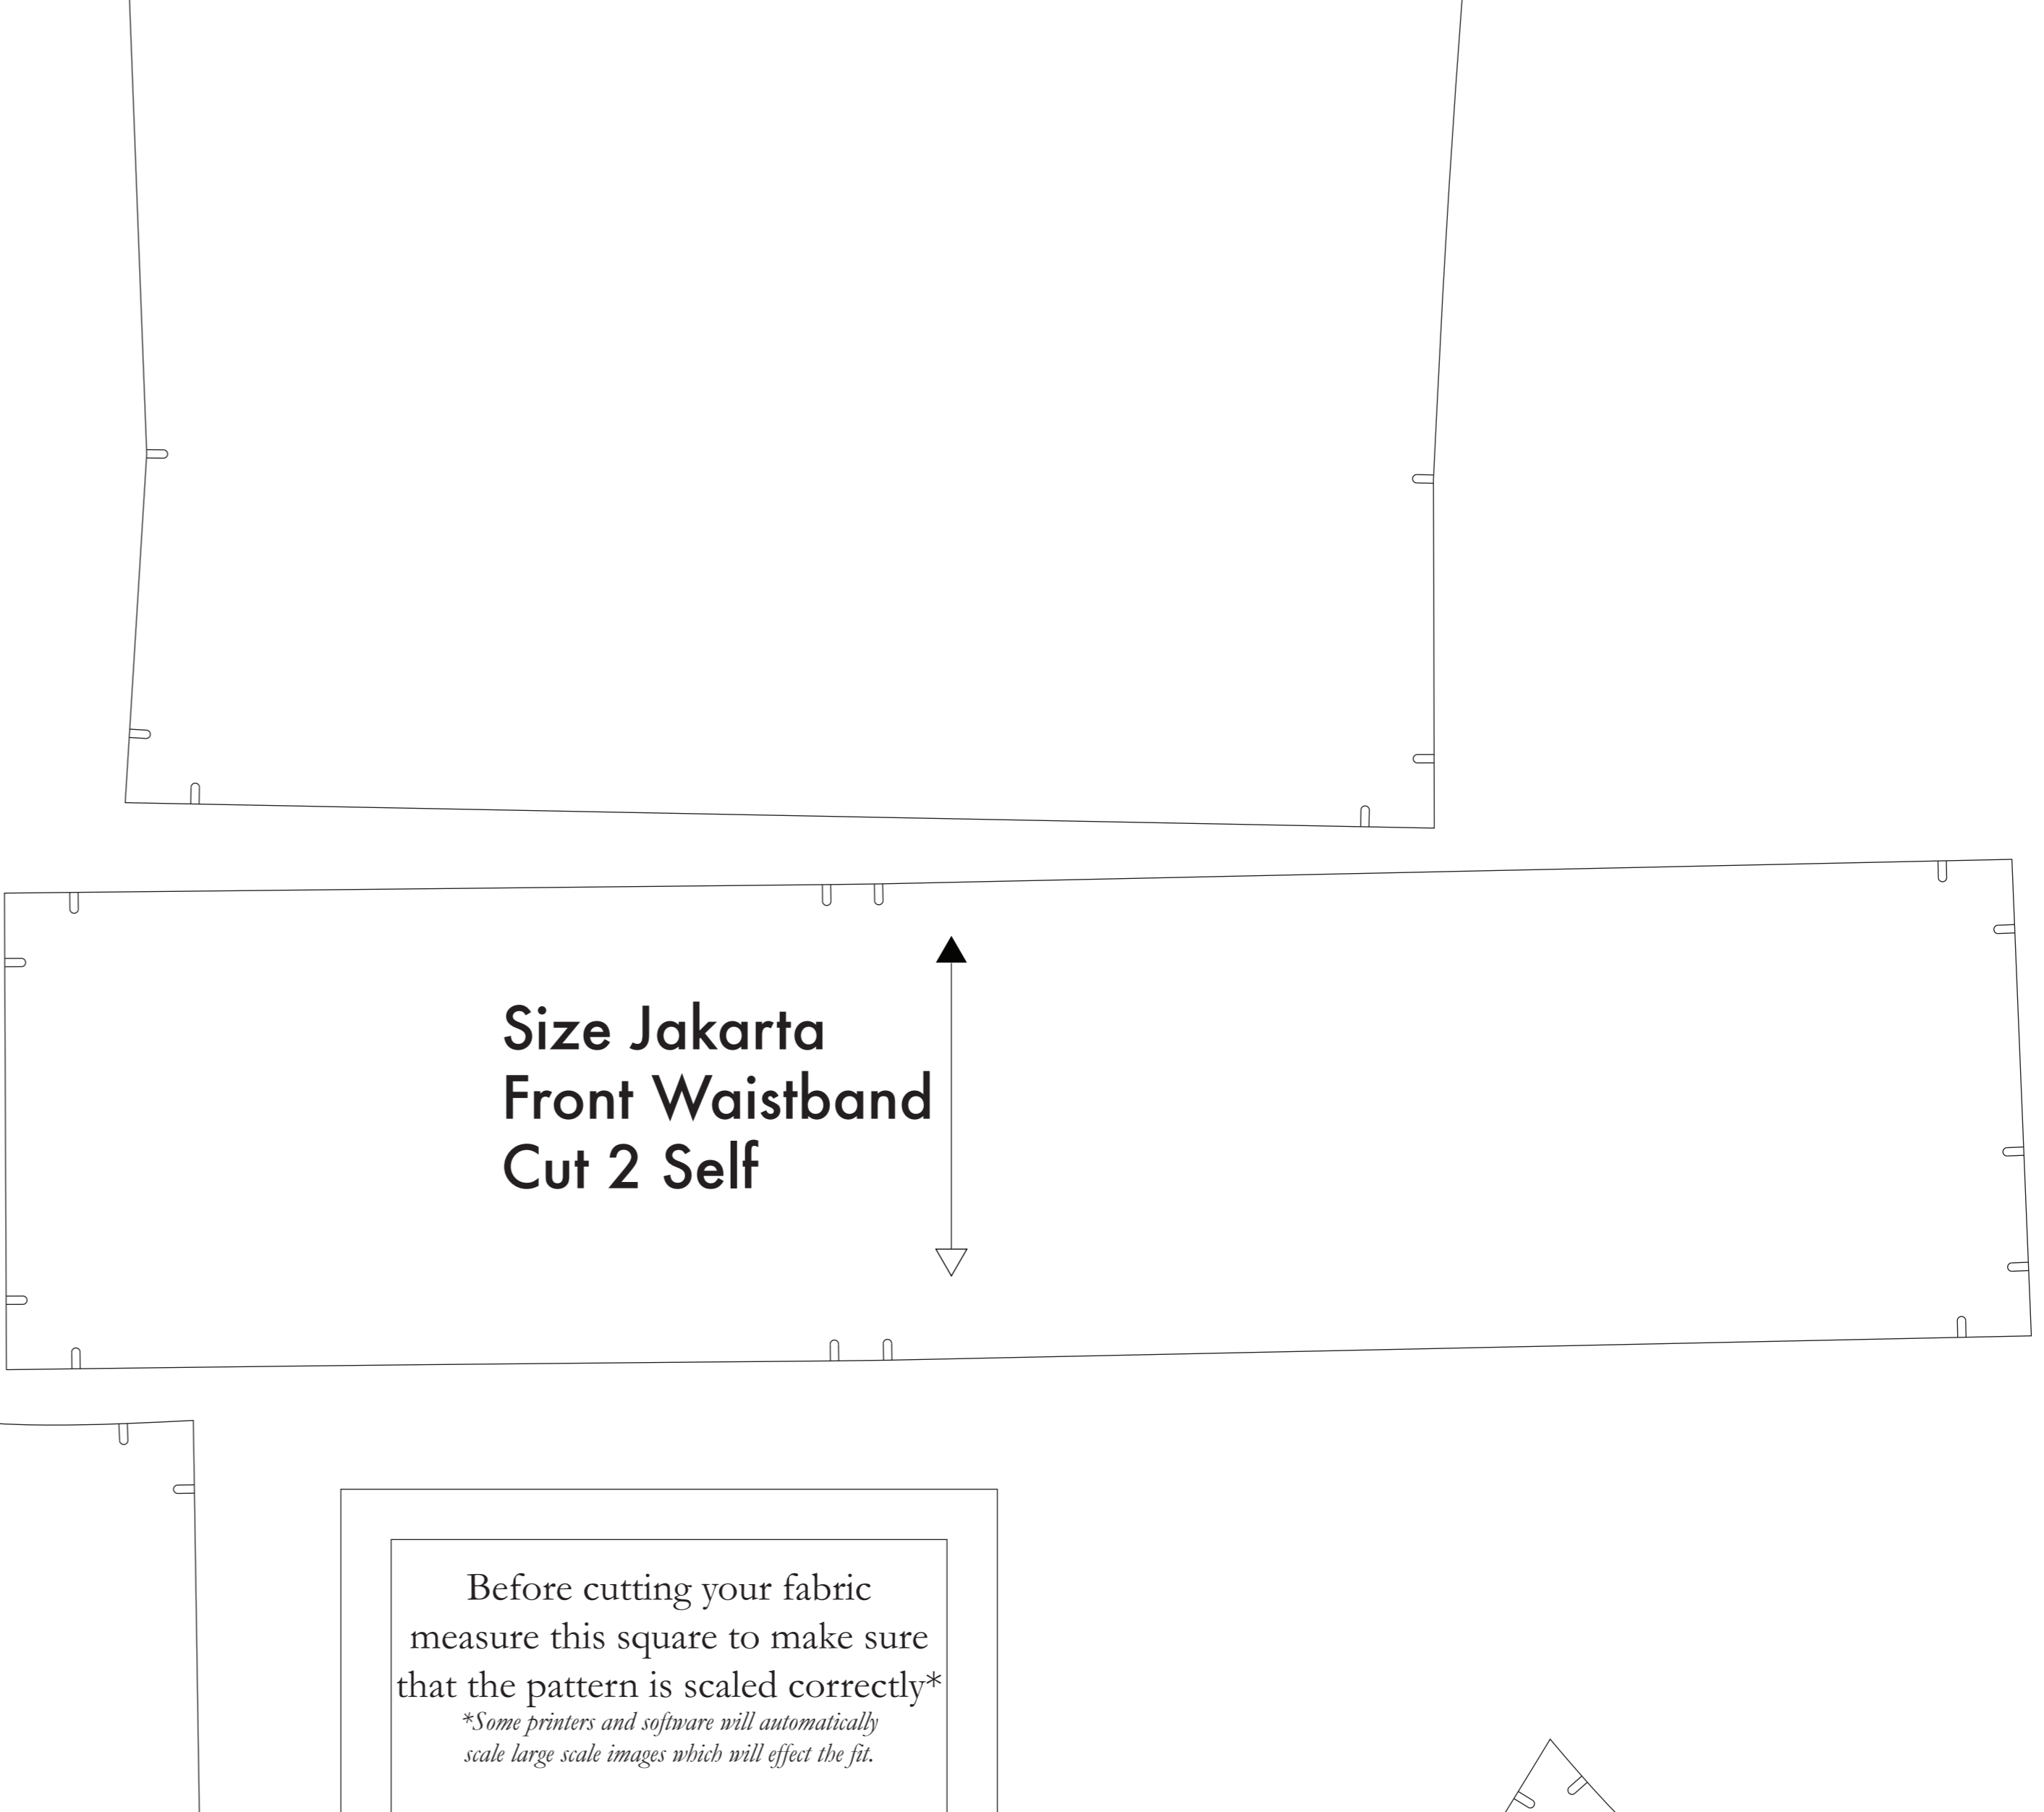 Size Jakarta
Front Waistband
Cut 2 Self
Before cutting your fabric
measure this square to make sure
that the pattern is scaled correctly*
*Some printers and software will automatically
scale large scale images which will effect the fit.